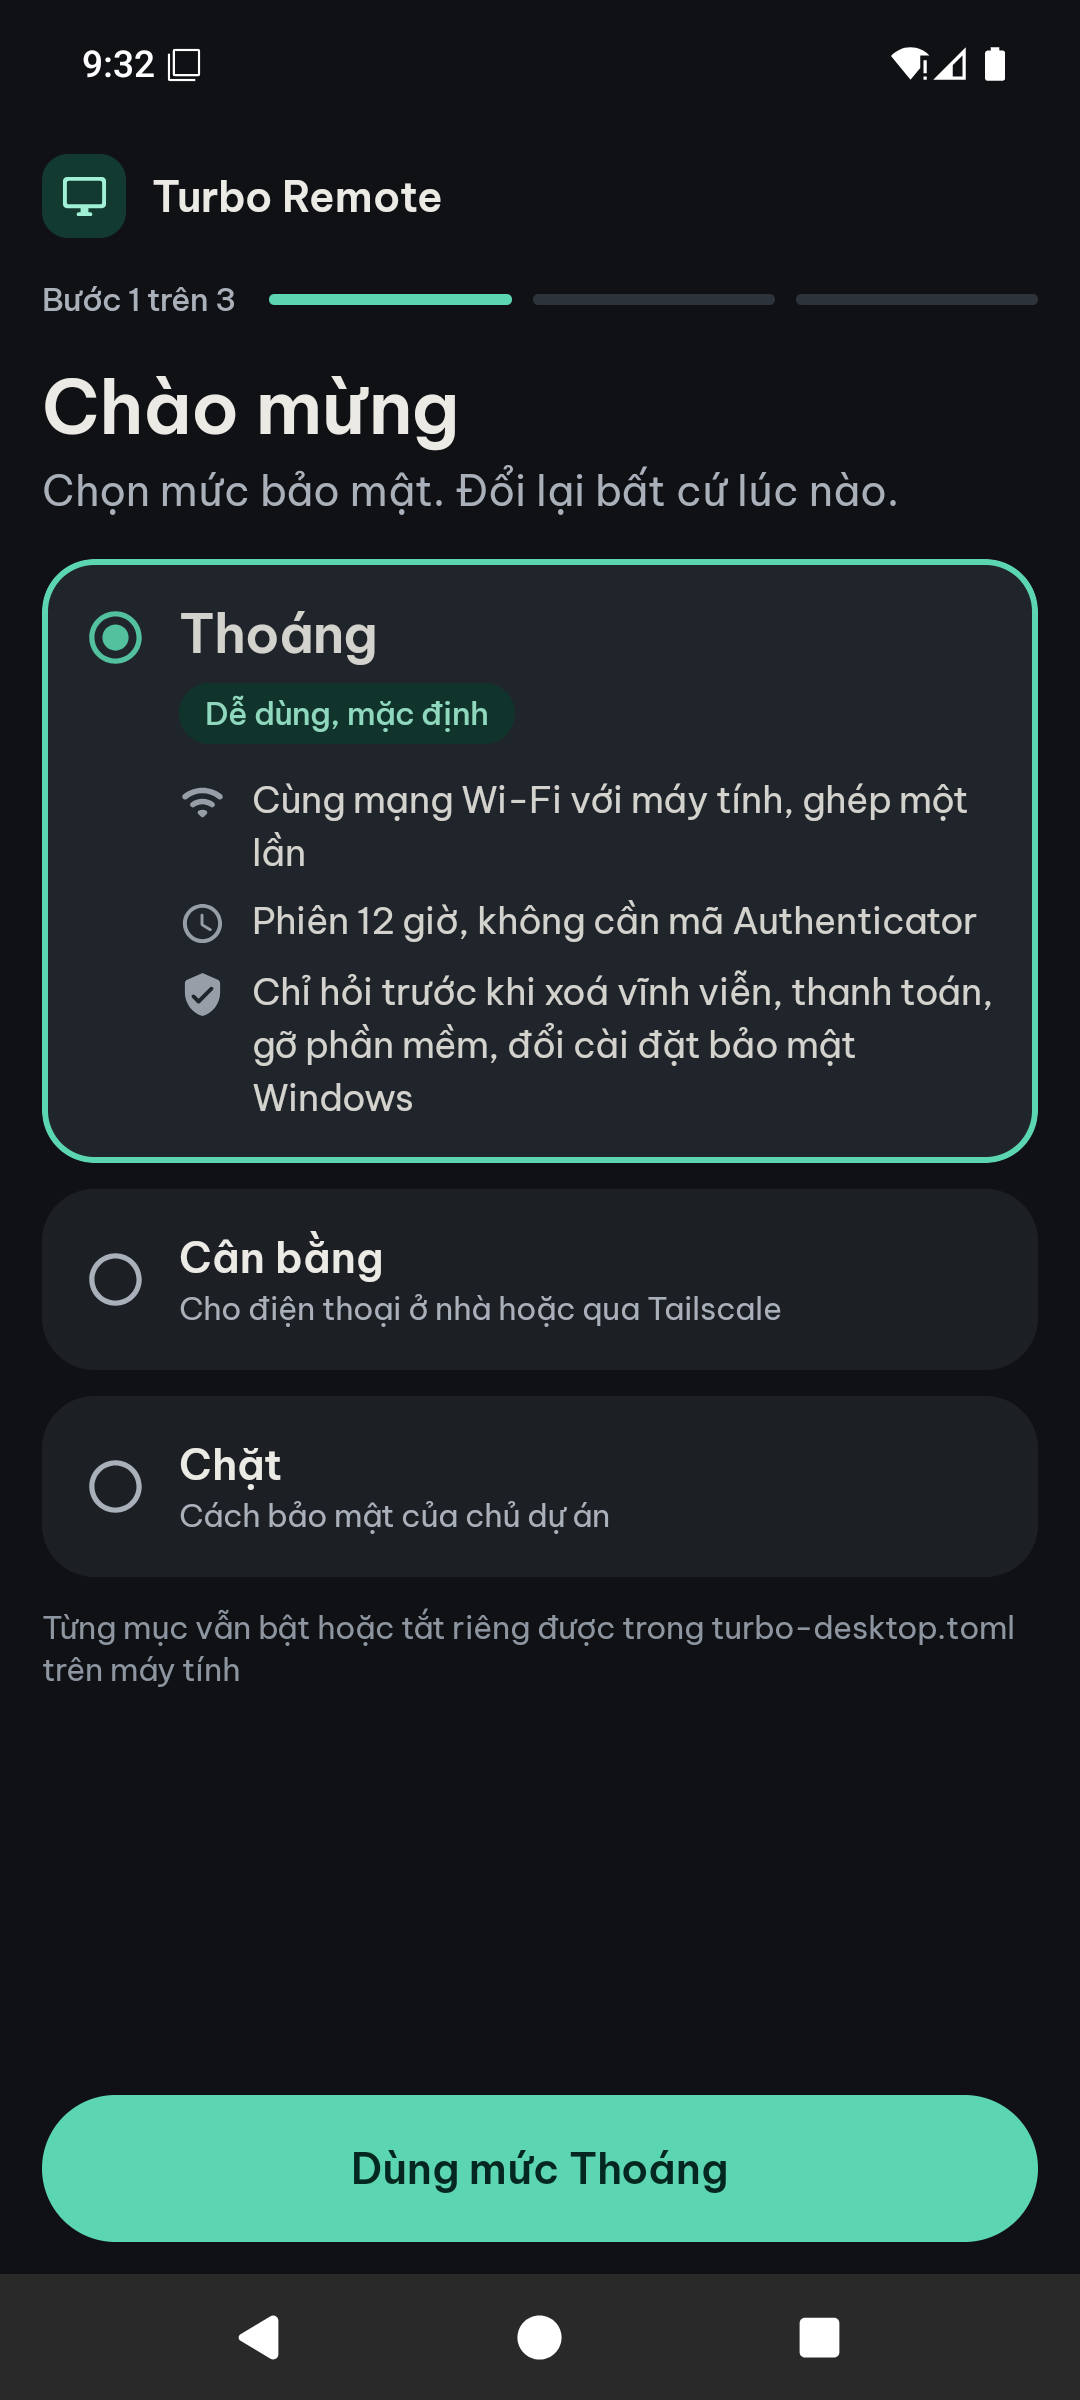 9:32
Turbo Remote
Bước 1 trên 3
Chào mừng
Chọn mức bảo mật. Đổi lại bất cứ lúc nào.
Thoáng
Dễ dùng, mặc định
Cùng mạng Wi-Fi với máy tính, ghép một
lần
Phiên 12 giờ, không cần mã Authenticator
Chỉ hỏi trước khi xoá vĩnh viễn, thanh toán,
gỡ phần mềm, đổi cài đặt bảo mật
Windows
Cân bằng
Cho điện thoại ở nhà hoặc qua Tailscale
Chặt
Cách bảo mật của chủ dự án
Từng mục vẫn bật hoặc tắt riêng được trong turbo-desktop.toml
trên máy tính
Dùng mức Thoáng